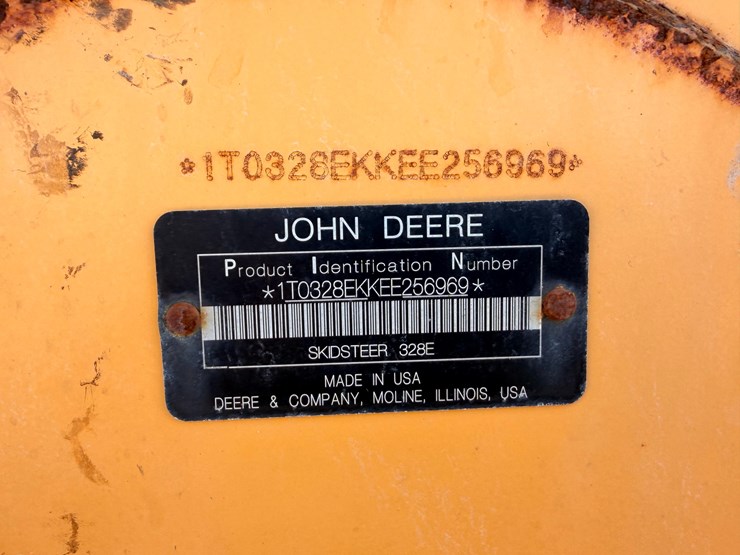 *1T0328EKKEE256969*
JOHN DEERE
Product Identification Number
*1T0328EKKEE256969*
SKIDSTEER 328E
MADE IN USA
DEERE & COMPANY, MOLINE, ILLINOIS, USA